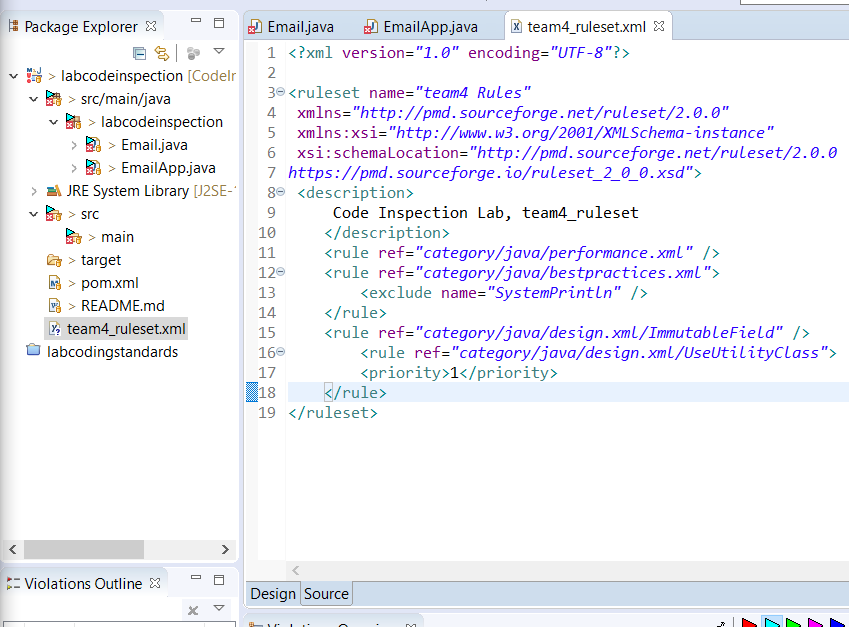 Package Explorer
> labcodeinspection [CodeIn
> src/main/java
> labcodeinspection
> Email.java
> EmailApp.java
JRE System Library [J2SE-
> src
> main
> target
> pom.xml
> README.md
team4_ruleset.xml
labcodingstandards
Violations Outline
Email.java EmailApp.java team4_ruleset.xml
1 <?xml version="1.0" encoding="UTF-8"?>
2
3 <ruleset name="team4 Rules"
4 xmlns="http://pmd.sourceforge.net/ruleset/2.0.0"
5 xmlns:xsi="http://www.w3.org/2001/XMLSchema-instance"
6 xsi:schemaLocation="http://pmd.sourceforge.net/ruleset/2.0.0
7 https://pmd.sourceforge.io/ruleset_2_0_0.xsd">
8 <description>
9 Code Inspection Lab, team4_ruleset
10 </description>
11 <rule ref="category/java/performance.xml" />
12 <rule ref="category/java/bestpractices.xml">
13 <exclude name="SystemPrintln" />
14 </rule>
15 <rule ref="category/java/design.xml/ImmutableField" />
16 <rule ref="category/java/design.xml/UseUtilityClass">
17 <priority>1</priority>
18 </rule>
19 </ruleset>
Design Source